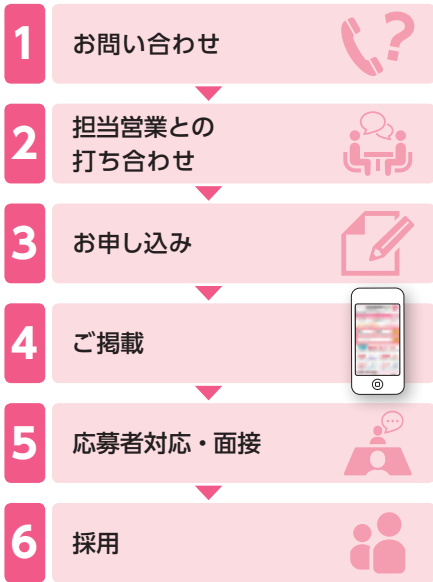 1 お問い合わせ
?
2 担当営業との
打ち合わせ
3 お申し込み
4 ご掲載
5 応募者対応・面接
6 採用